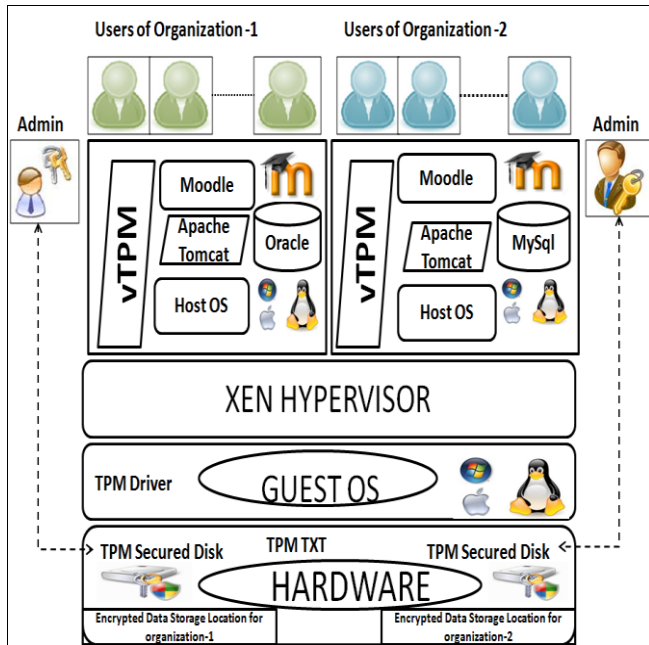 Users of Organization -1
Users of Organization -2
Admin
Admin
vTPM
Moodle
m
Apache
Tomcat
Oracle
Host OS
vTPM
Moodle
m
Apache
Tomcat
MySql
Host OS
XEN HYPERVISOR
TPM Driver
GUEST OS
TPM Secured Disk
TPM TXT
TPM Secured Disk
HARDWARE
Encrypted Data Storage Location for
organization-1
Encrypted Data Storage Location for
organization-2